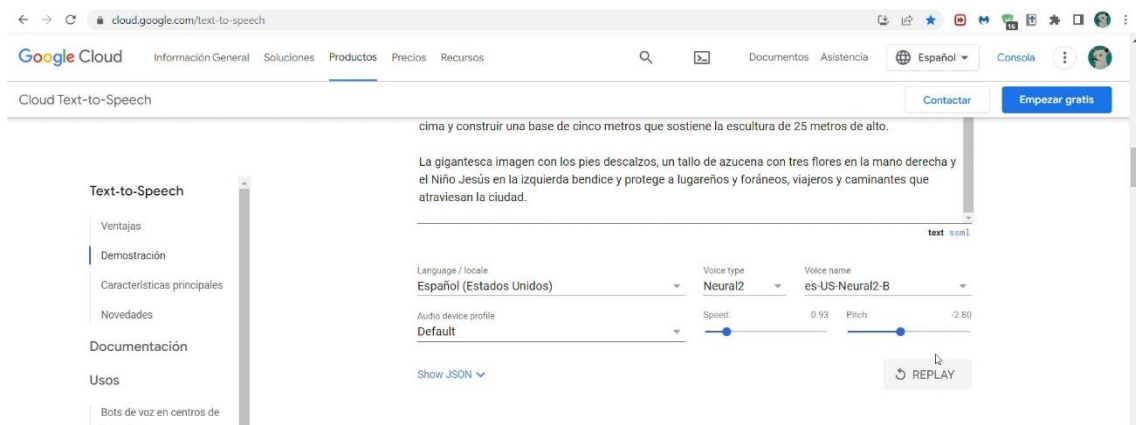 cloud.google.com/text-to-speech
16
Google Cloud Información General Soluciones Productos Precios Recursos Documentos Asistencia Español Consola
Cloud Text-to-Speech Contactar Empezar gratis
cima y construir una base de cinco metros que sostiene la escultura de 25 metros de alto.
La gigantesca imagen con los pies descalzos, un tallo de azucena con tres flores en la mano derecha y
el Niño Jesús en la izquierda bendice y protege a lugareños y foráneos, viajeros y caminantes que
atraviesan la ciudad.
text ssml
Text-to-Speech
Ventajas
Demostración
Características principales
Novedades
Documentación
Usos
Bots de voz en centros de
Language / locale Voice type Voice name
Español (Estados Unidos) Neural2 es-US-Neural2-B
Audio device profile Speed: 0.93 Pitch: -2.80
Default
Show JSON REPLAY